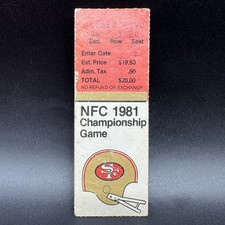 Sec. Row Seat
Enter Gate
Est. Price $19.50
Adm. Tax .50
TOTAL $20.00
NO REFUND OR EXCHANGE
NFC 1981
Championship
Game
SF